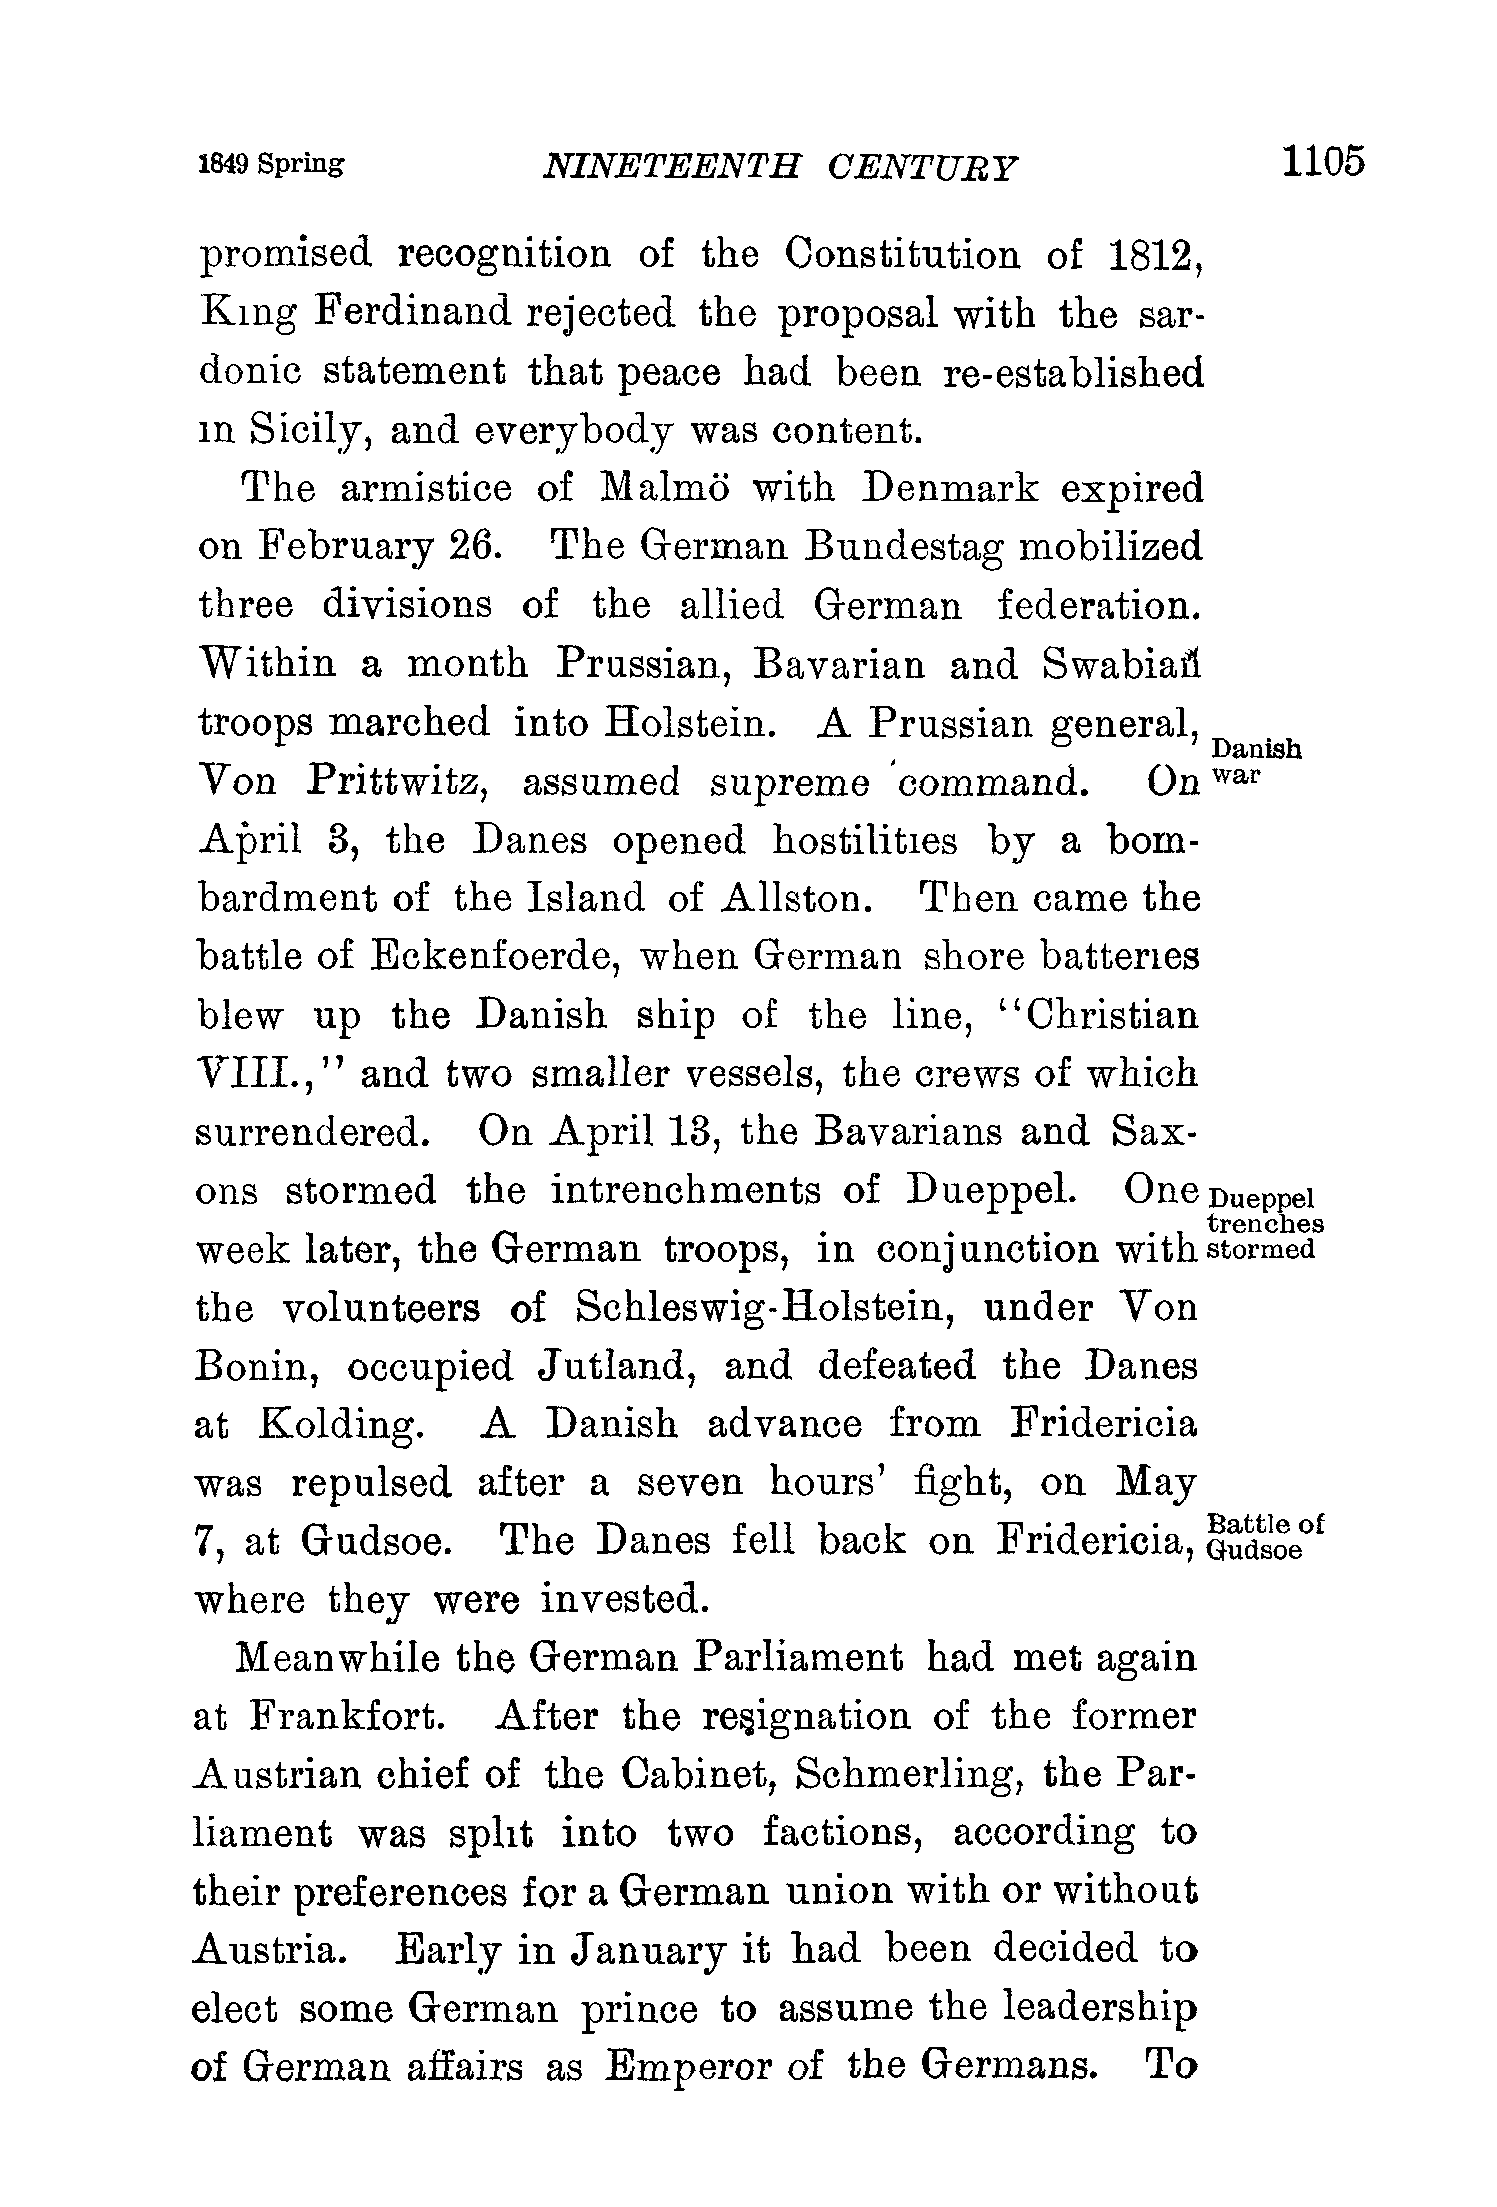 1849 Spring NINETEENTH CENTURY 1105
promised recognition of the Constitution of 1812,
King Ferdinand rejected the proposal with the sar-
donic statement that peace had been re-established
in Sicily, and everybody was content.
The armistice of Malmö with Denmark expired
on February 26. The German Bundestag mobilized
three divisions of the allied German federation.
Within a month Prussian, Bavarian and Swabian
troops marched into Holstein. A Prussian general,
Von Prittwitz, assumed supreme command. On
Danish
war
April 3, the Danes opened hostilities by a bom-
bardment of the Island of Allston. Then came the
battle of Eckenfoerde, when German shore batteries
blew up the Danish ship of the line, "Christian
VIII.," and two smaller vessels, the crews of which
surrendered. On April 13, the Bavarians and Sax-
ons stormed the intrenchments of Dueppel. One
week later, the German troops, in conjunction with
Dueppel
trenches
stormed
the volunteers of Schleswig-Holstein, under Von
Bonin, occupied Jutland, and defeated the Danes
at Kolding. A Danish advance from Fridericia
was repulsed after a seven hours' fight, on May
7, at Gudsoe. The Danes fell back on Fridericia,
Battle of
Gudsoe
where they were invested.
Meanwhile the German Parliament had met again
at Frankfort. After the resignation of the former
Austrian chief of the Cabinet, Schmerling, the Par-
liament was split into two factions, according to
their preferences for a German union with or without
Austria. Early in January it had been decided to
elect some German prince to assume the leadership
of German affairs as Emperor of the Germans. To